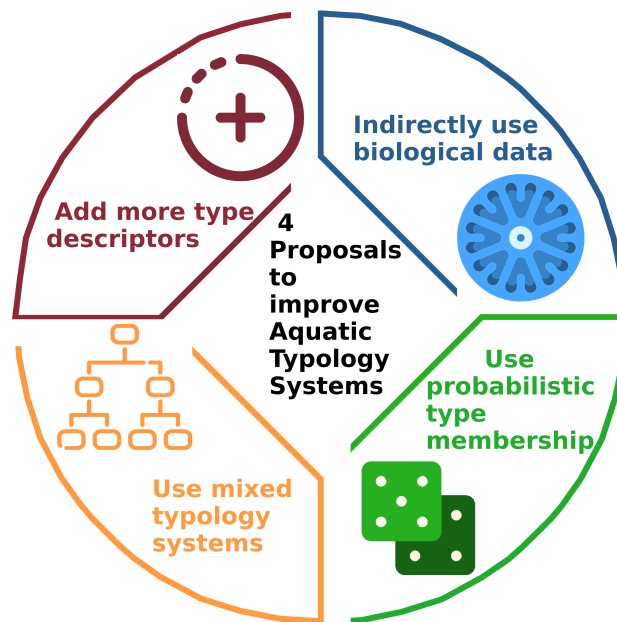 Indirectly use
biological data
Add more type
descriptors
4
Proposals
to
improve
Aquatic
Typology
Systems
Use
probabilistic
type
membership
Use mixed
typology
systems